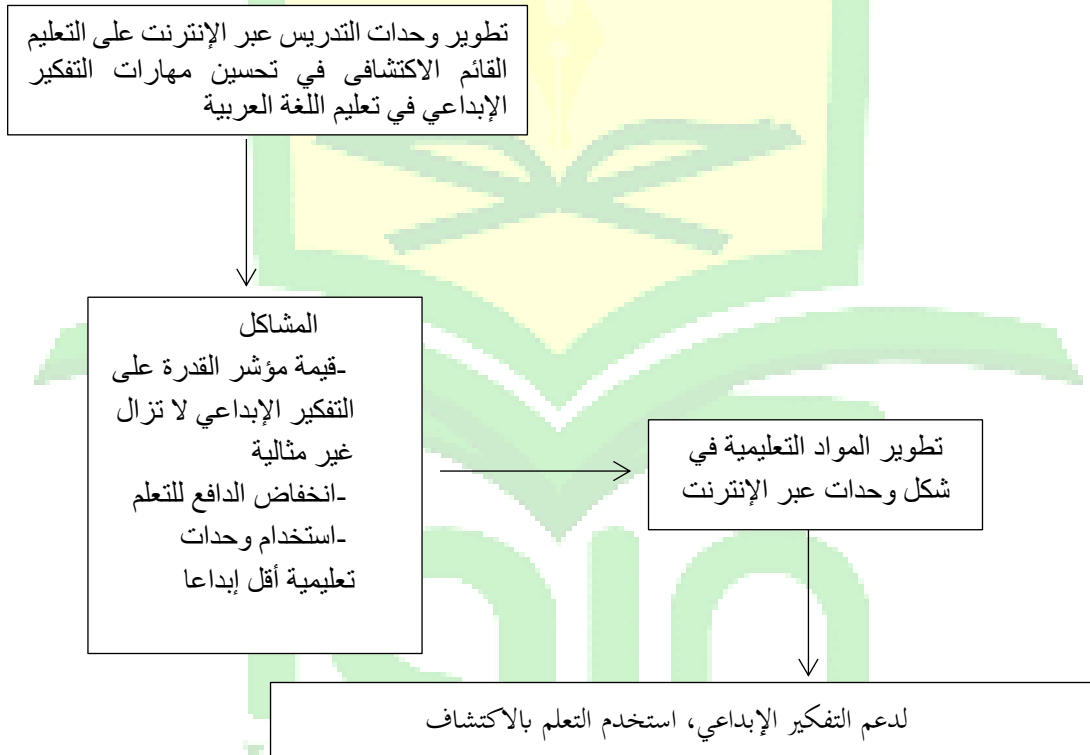 تطوير وحدات التدريس عبر الإنترنت على التعليم
القائم الاكتشافى في تحسين مهارات التفكير
الإبداعي في تعليم اللغة العربية
المشاكل
-قيمة مؤشر القدرة على
التفكير الإبداعي لا تزال
غير مثالية
-انخفاض الدافع للتعلم
-استخدام وحدات
تعليمية أقل إبداعا
تطوير المواد التعليمية في
شكل وحدات عبر الإنترنت
لدعم التفكير الإبداعي، استخدم التعلم بالاكتشاف